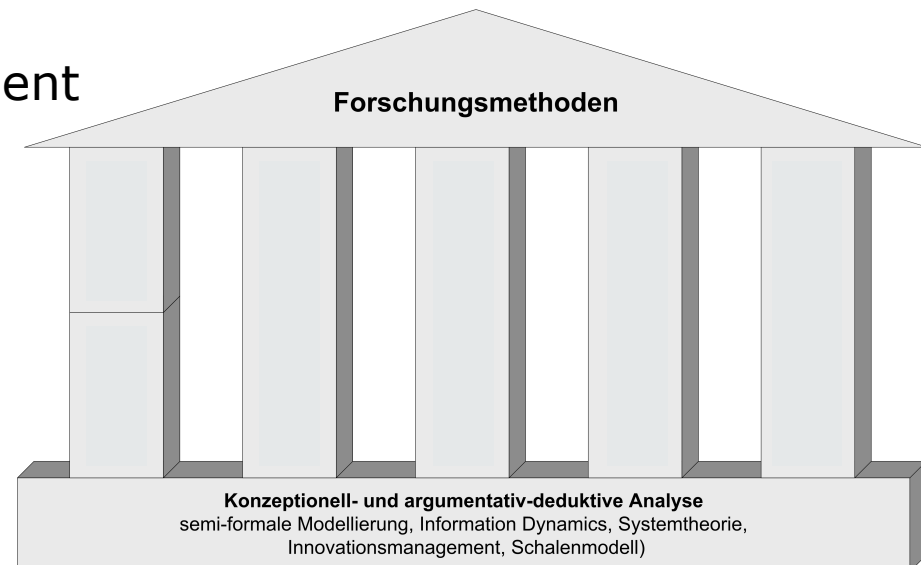 ent
Forschungsmethoden
Konzeptionell- und argumentativ-deduktive Analyse
semi-formale Modellierung, Information Dynamics, Systemtheorie,
Innovationsmanagement, Schalenmodell)